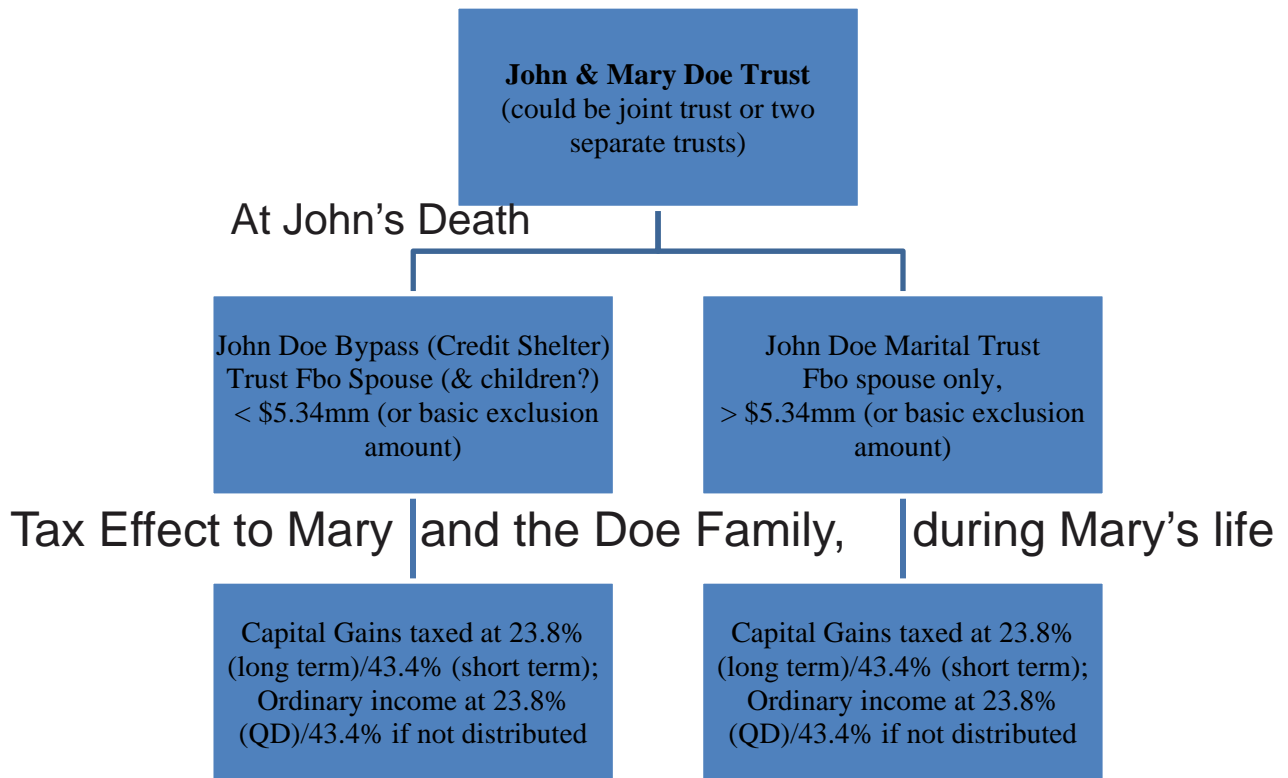 John & Mary Doe Trust
(could be joint trust or two
separate trusts)
At John’s Death
John Doe Bypass (Credit Shelter)
Trust Fbo Spouse (& children?)
< $5.34mm (or basic exclusion
amount)
John Doe Marital Trust
Fbo spouse only,
> $5.34mm (or basic exclusion
amount)
Tax Effect to Mary and the Doe Family, during Mary’s life
Capital Gains taxed at 23.8%
(long term)/43.4% (short term);
Ordinary income at 23.8%
(QD)/43.4% if not distributed
Capital Gains taxed at 23.8%
(long term)/43.4% (short term);
Ordinary income at 23.8%
(QD)/43.4% if not distributed